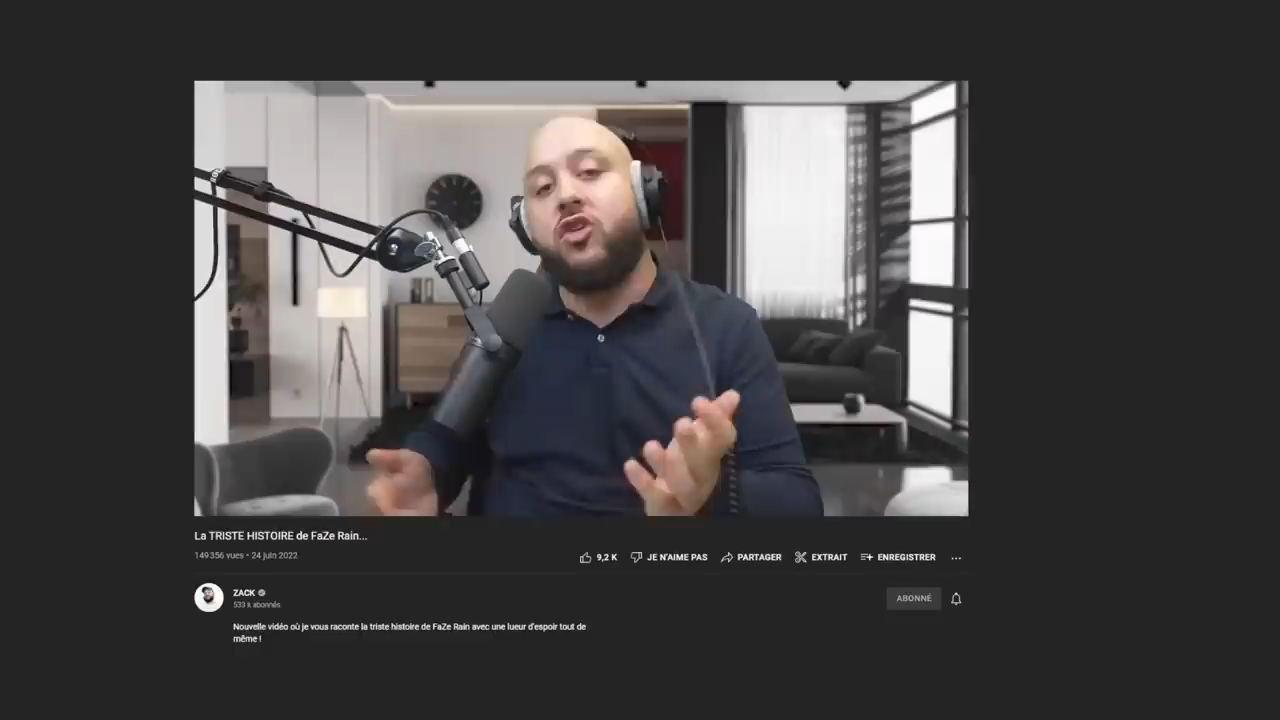 La TRISTE HISTOIRE de FaZe Rain...
149 356 vues • 24 juin 2022
9,2 K JE N'AIME PAS PARTAGER EXTRAIT ENREGISTRER ...
ZACK
533 k abonnés
ABONNÉ
Nouvelle vidéo où je vous raconte la triste histoire de FaZe Rain avec une lueur d'espoir tout de
même !